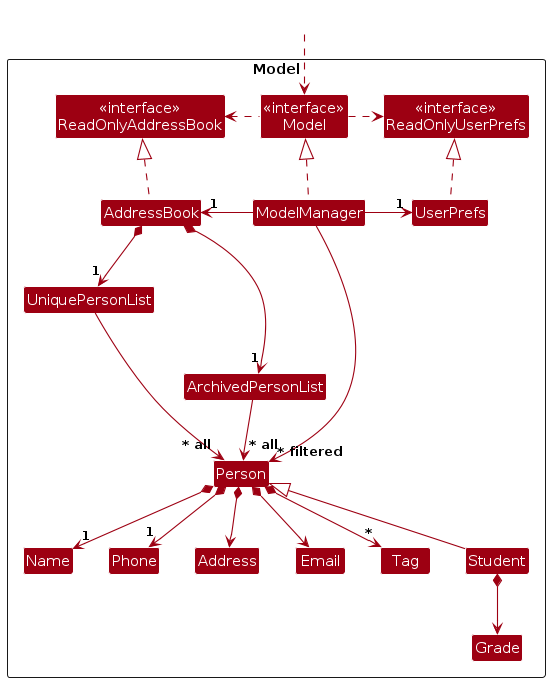 Model
«interface»
ReadOnlyAddressBook
«interface»
Model
«interface»
ReadOnlyUserPrefs
AddressBook
1
ModelManager
1
UserPrefs
1
UniquePersonList
1
ArchivedPersonList
* all
* all
* filtered
Person
1
1
*
Name
Phone
Address
Email
Tag
Student
Grade